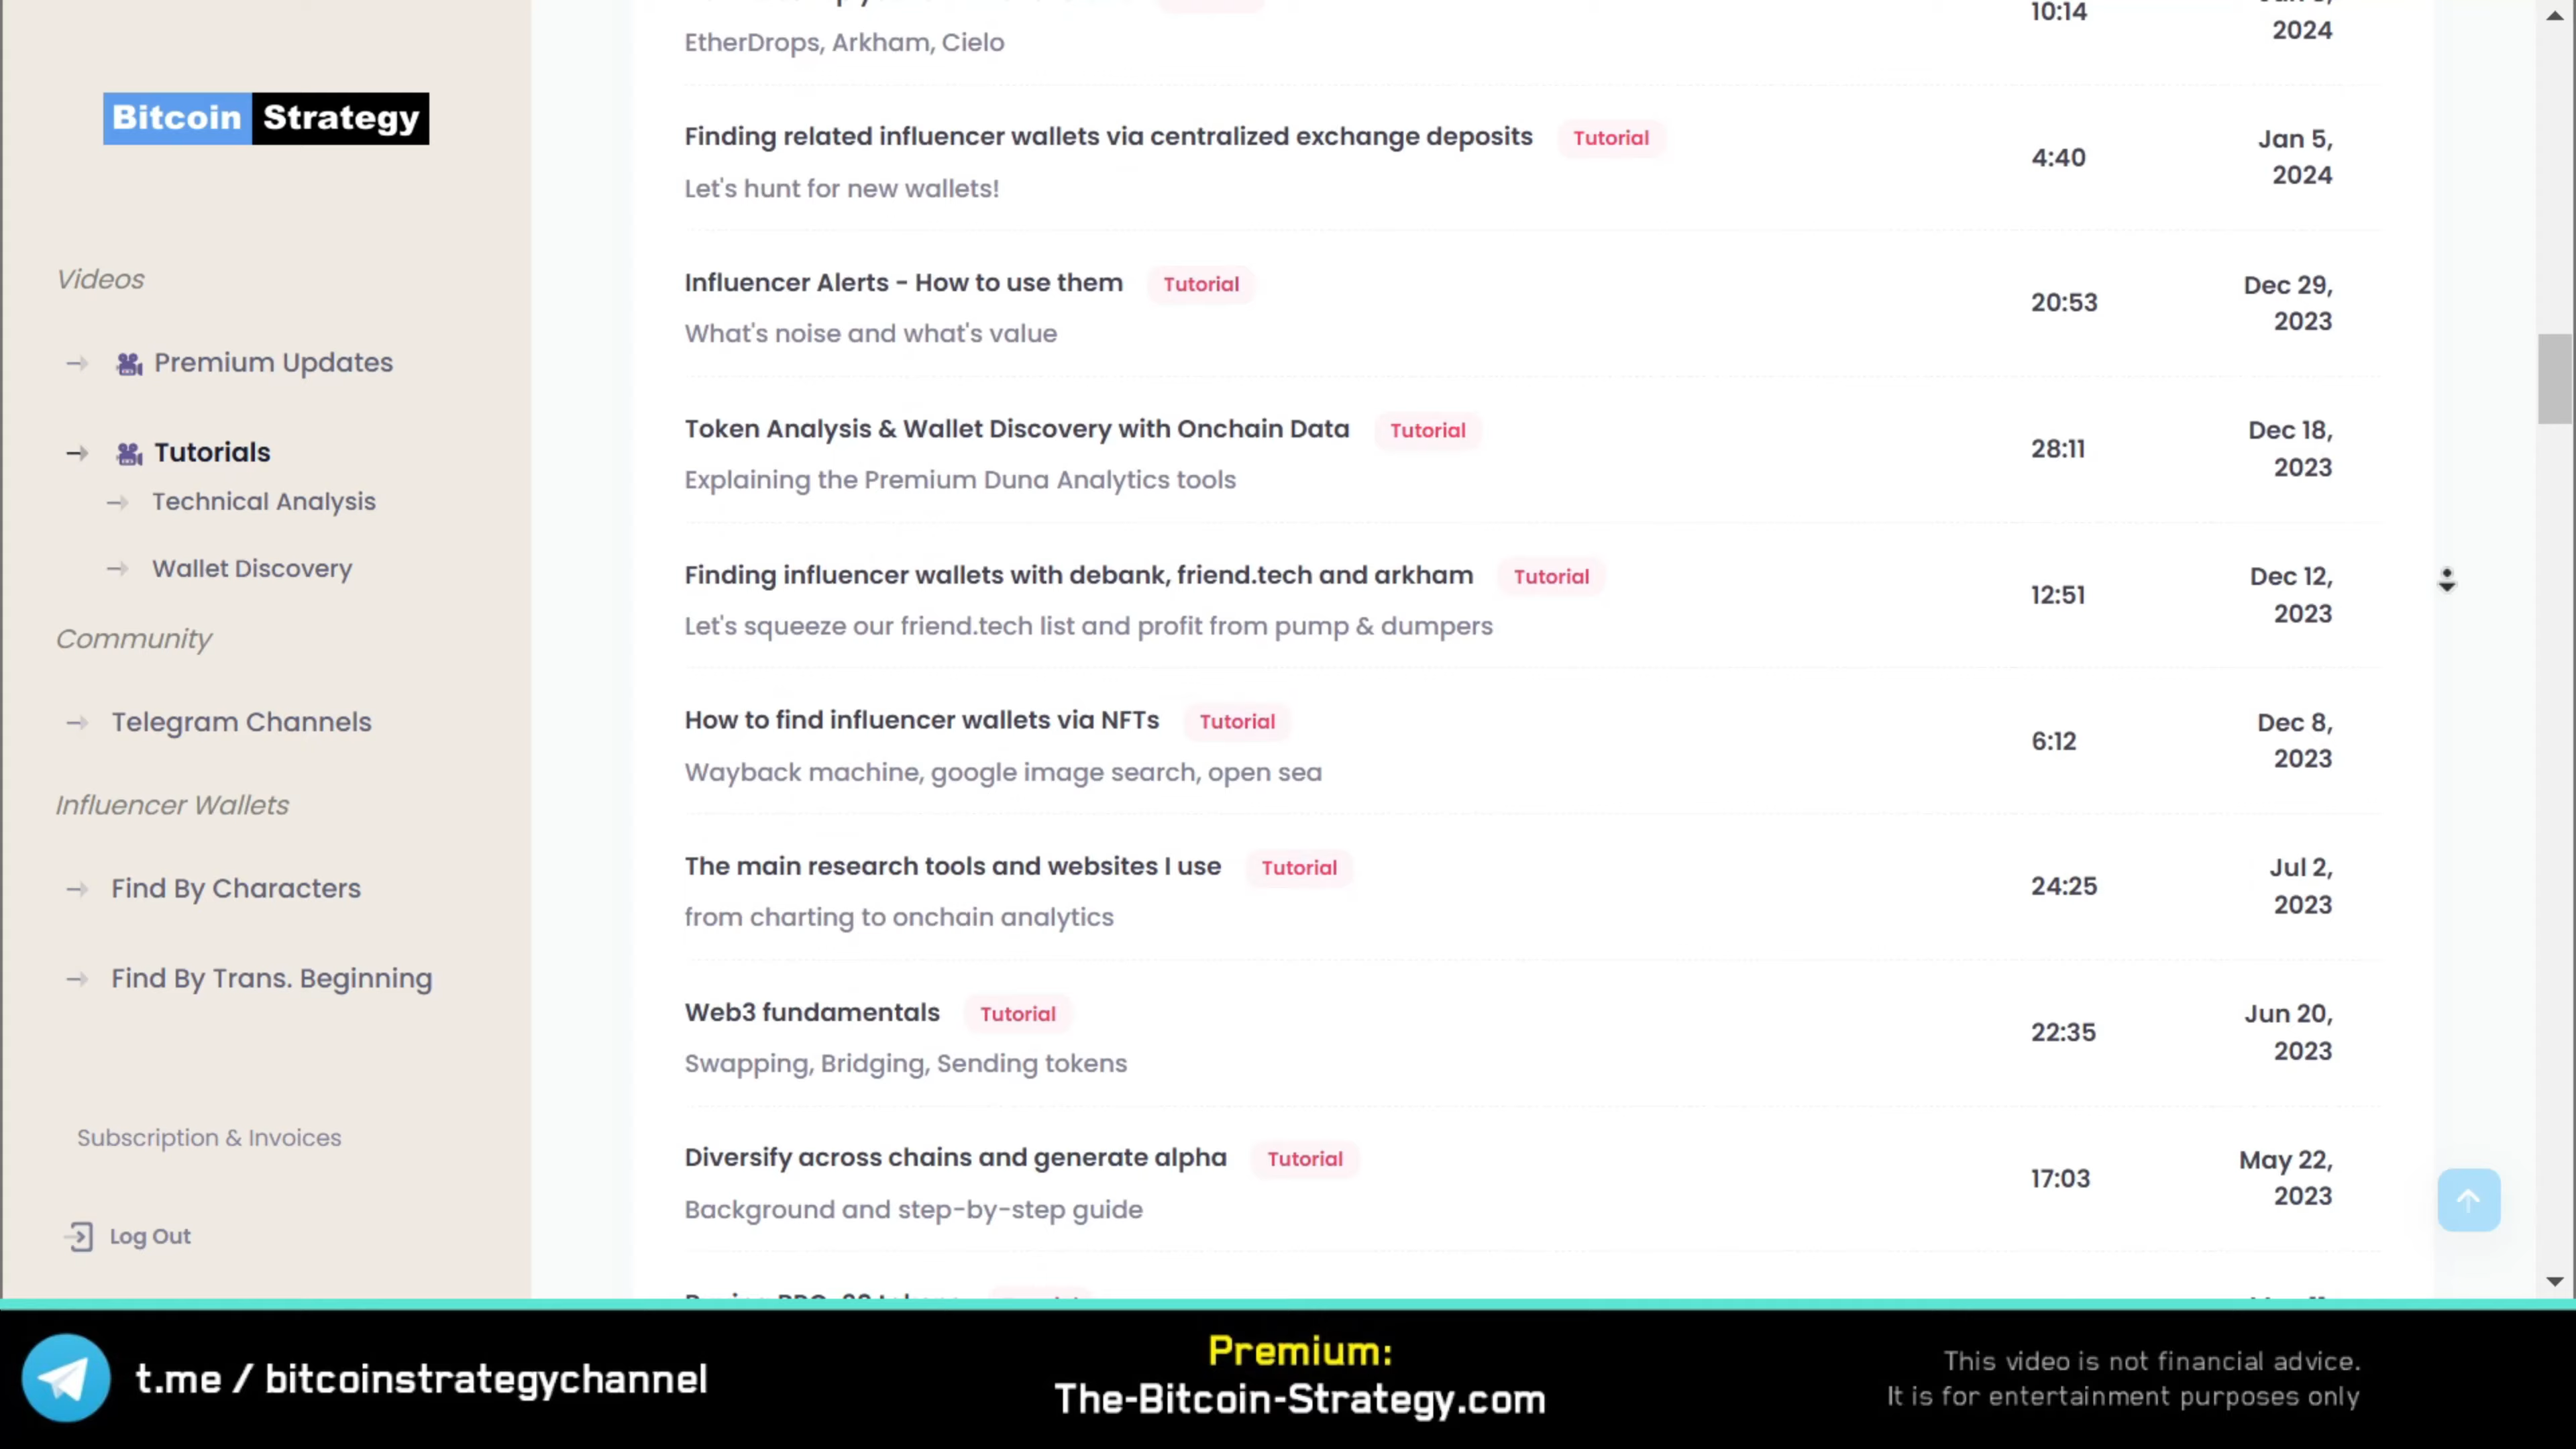 Bitcoin Strategy
Videos
Premium Updates
Tutorials
Technical Analysis
Wallet Discovery
Community
Telegram Channels
Influencer Wallets
Find By Characters
Find By Trans. Beginning
Subscription & Invoices
Log Out
10:14
2024
EtherDrops, Arkham, Cielo
Finding related influencer wallets via centralized exchange deposits Tutorial
Let's hunt for new wallets!
4:40
Jan 5,
2024
Influencer Alerts - How to use them Tutorial
What's noise and what's value
20:53
Dec 29,
2023
Token Analysis & Wallet Discovery with Onchain Data Tutorial
Explaining the Premium Duna Analytics tools
28:11
Dec 18,
2023
Finding influencer wallets with debank, friend.tech and arkham Tutorial
Let's squeeze our friend.tech list and profit from pump & dumpers
12:51
Dec 12,
2023
How to find influencer wallets via NFTs Tutorial
Wayback machine, google image search, open sea
6:12
Dec 8,
2023
The main research tools and websites I use Tutorial
from charting to onchain analytics
24:25
Jul 2,
2023
Web3 fundamentals Tutorial
Swapping, Bridging, Sending tokens
22:35
Jun 20,
2023
Diversify across chains and generate alpha Tutorial
Background and step-by-step guide
17:03
May 22,
2023
t.me / bitcoinstrategychannel
Premium:
The-Bitcoin-Strategy.com
This video is not financial advice.
It is for entertainment purposes only